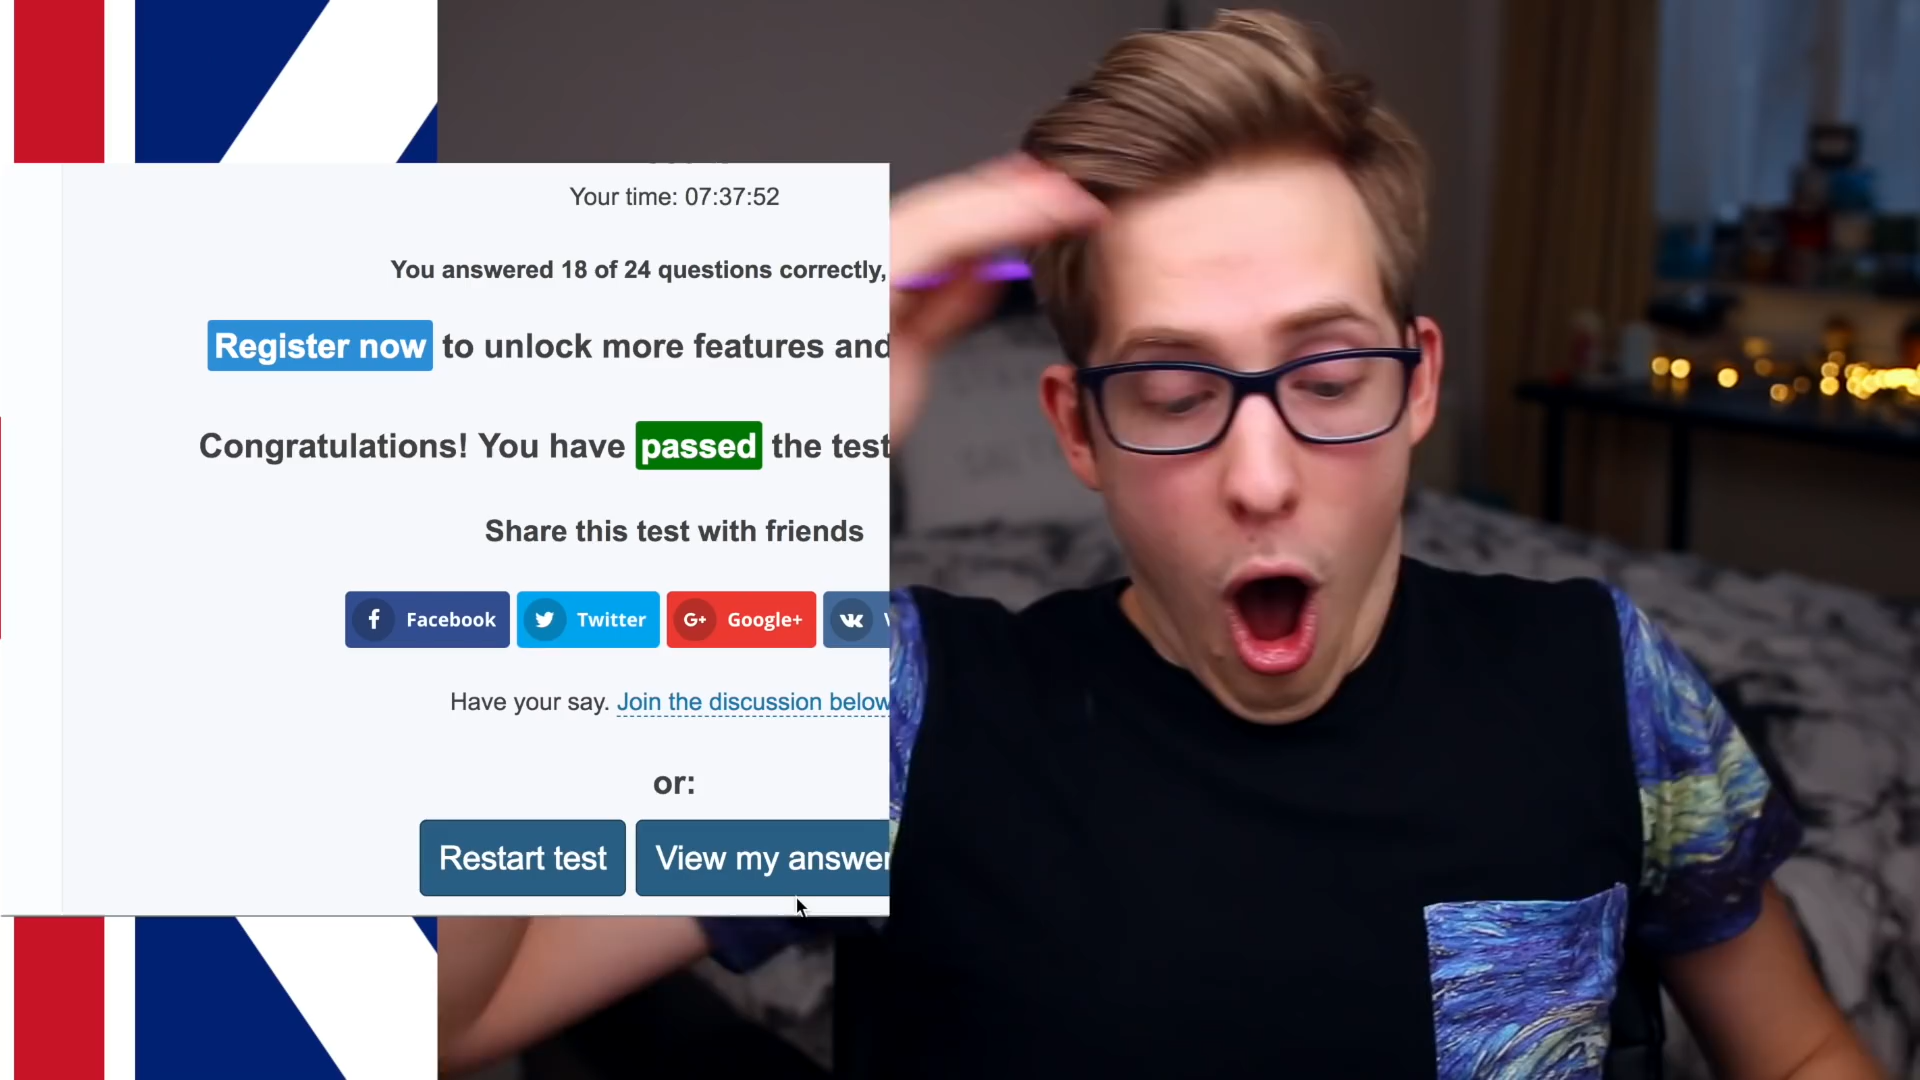 Your time: 07:37:52
You answered 18 of 24 questions correctly,
Register now to unlock more features and
Congratulations! You have passed the test
Share this test with friends
Facebook Twitter G+ Google+
Have your say. Join the discussion below
or:
Restart test View my answer